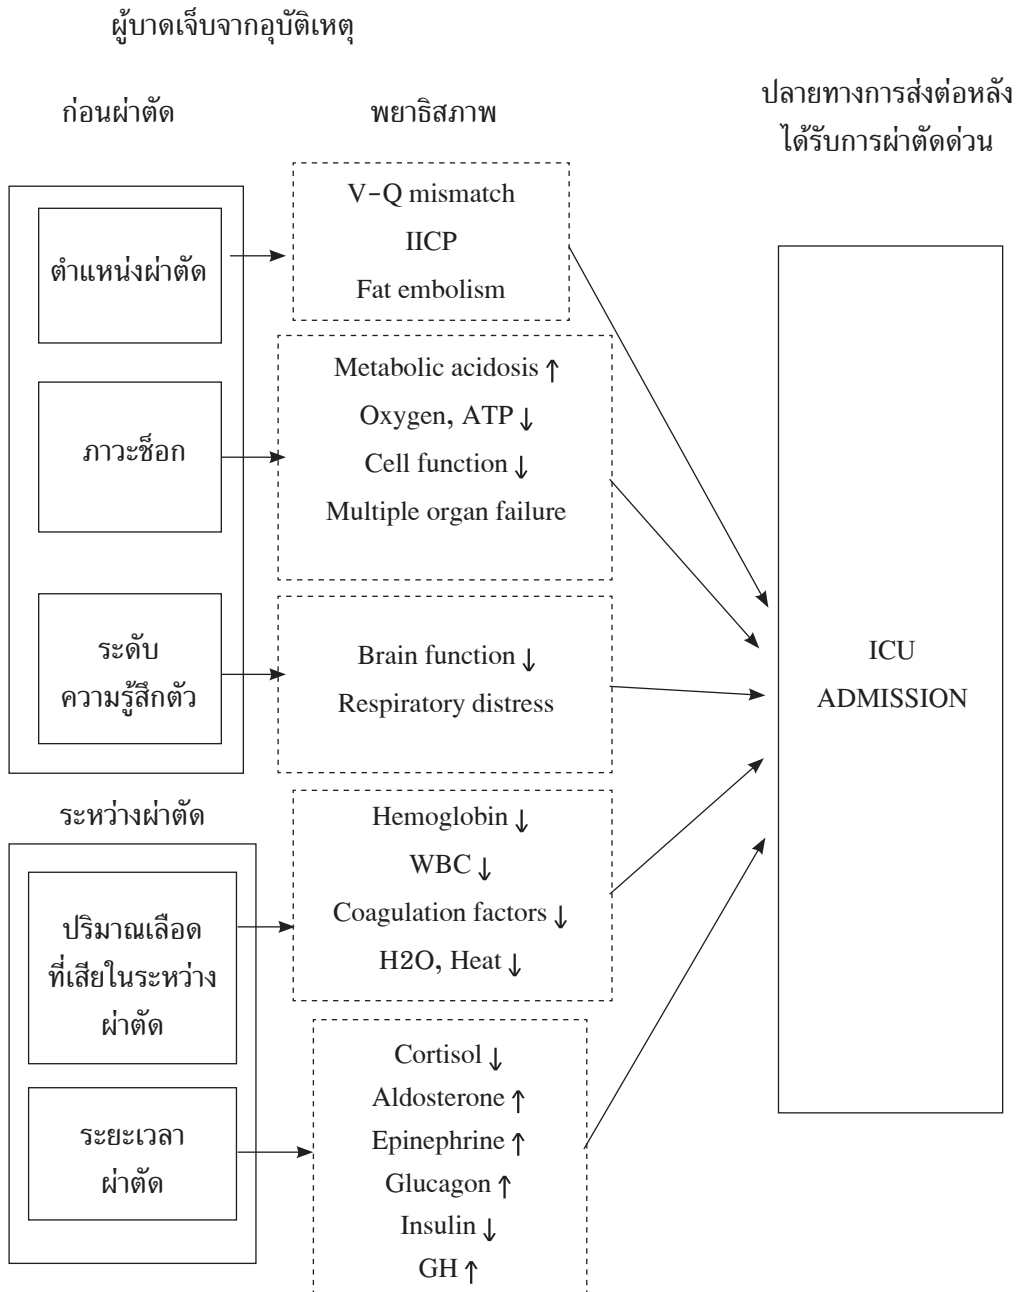 ผู้บาดเจ็บจากอุบัติเหตุ
ก่อนผ่าตัด
พยาธิสภาพ
ปลายทางการส่งต่อหลัง
ได้รับการผ่าตัดด่วน
ตำแหน่งผ่าตัด
V-Q mismatch
IICP
Fat embolism
ภาวะช็อก
Metabolic acidosis ↑
Oxygen, ATP ↓
Cell function ↓
Multiple organ failure
ระดับ
ความรู้สึกตัว
Brain function ↓
Respiratory distress
ICU
ADMISSION
ระหว่างผ่าตัด
ปริมาณเลือด
ที่เสียในระหว่าง
ผ่าตัด
Hemoglobin ↓
WBC ↓
Coagulation factors ↓
H2O, Heat ↓
ระยะเวลา
ผ่าตัด
Cortisol ↓
Aldosterone ↑
Epinephrine ↑
Glucagon ↑
Insulin ↓
GH ↑